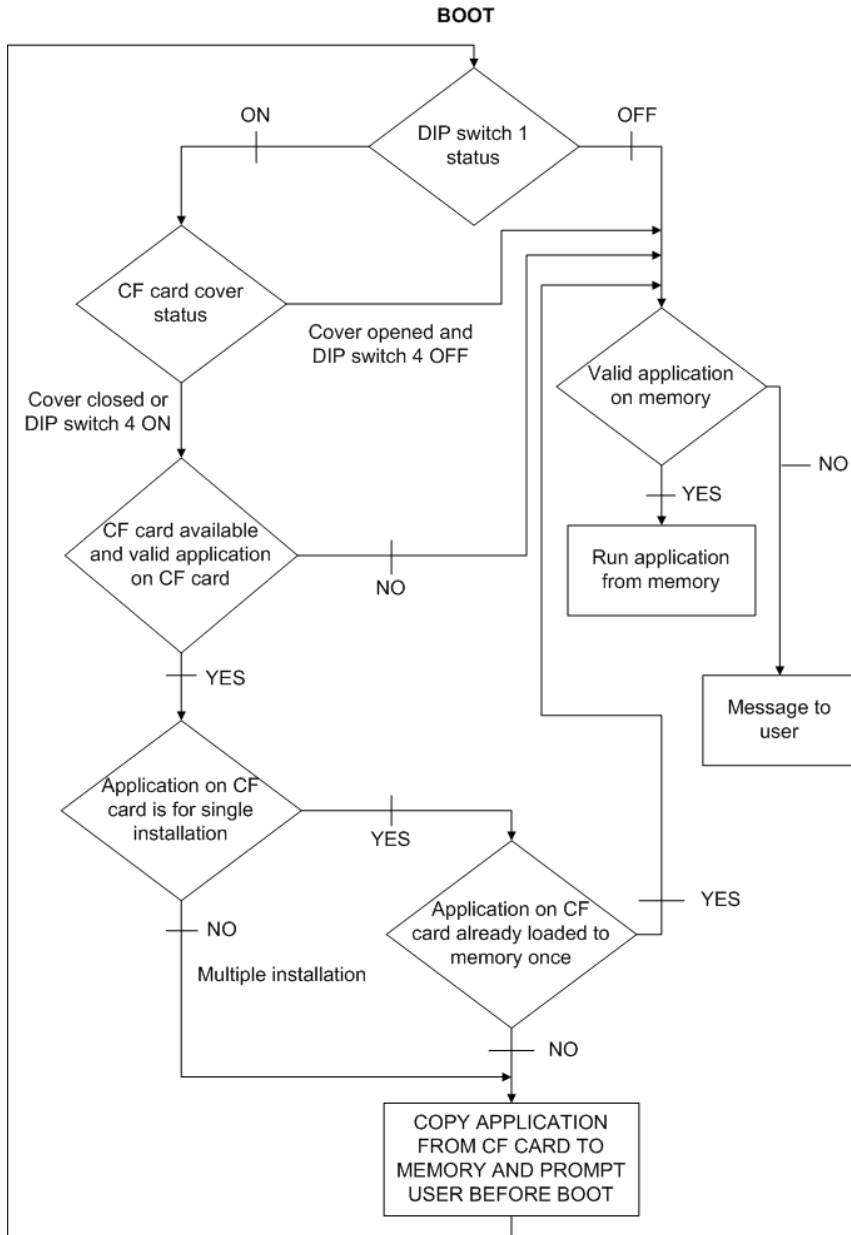 BOOT
ON
OFF
DIP switch 1
status
CF card cover
status
Cover opened and
DIP switch 4 OFF
Valid application
on memory
Cover closed or
DIP switch 4 ON
NO
YES
CF card available
and valid application
on CF card
NO
Run application
from memory
YES
Message to
user
Application on CF
card is for single
installation
YES
YES
Application on CF
card already loaded to
memory once
NO
Multiple installation
NO
COPY APPLICATION
FROM CF CARD TO
MEMORY AND PROMPT
USER BEFORE BOOT